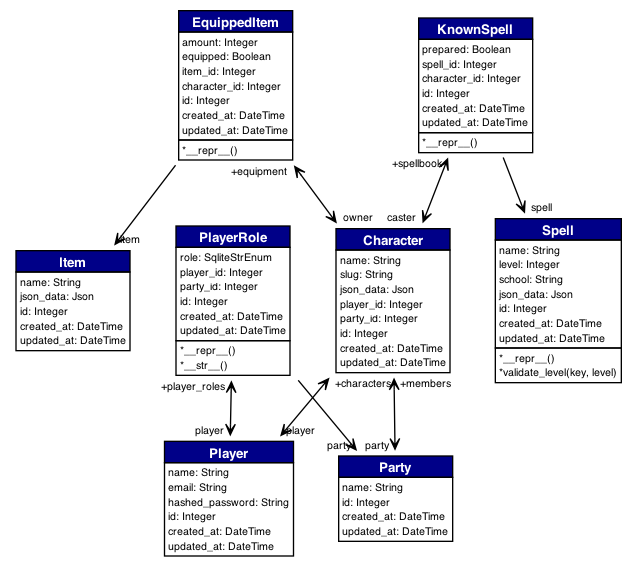 EquippedItem
amount: Integer
equipped: Boolean
item_id: Integer
character_id: Integer
id: Integer
created_at: DateTime
updated_at: DateTime
*__repr__()
KnownSpell
prepared: Boolean
spell_id: Integer
character_id: Integer
id: Integer
created_at: DateTime
updated_at: DateTime
*__repr__()
+equipment
+spellbook
owner
caster
spell
item
Item
name: String
json_data: Json
id: Integer
created_at: DateTime
updated_at: DateTime
PlayerRole
role: SqliteStrEnum
player_id: Integer
party_id: Integer
id: Integer
created_at: DateTime
updated_at: DateTime
*__repr__()
*__str__()
Character
name: String
slug: String
json_data: Json
player_id: Integer
party_id: Integer
id: Integer
created_at: DateTime
updated_at: DateTime
Spell
name: String
level: Integer
school: String
json_data: Json
id: Integer
created_at: DateTime
updated_at: DateTime
*__repr__()
*validate_level(key, level)
+player_roles
+characters
+members
player
player
party
party
Player
name: String
email: String
hashed_password: String
id: Integer
created_at: DateTime
updated_at: DateTime
Party
name: String
id: Integer
created_at: DateTime
updated_at: DateTime